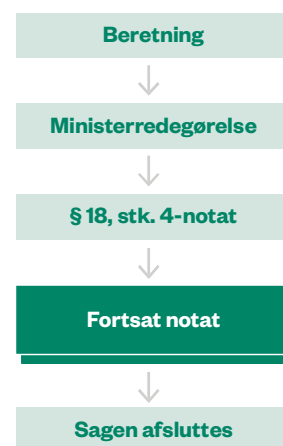 Beretning
Ministerredegørelse
§ 18, stk. 4-notat
Fortsat notat
Sagen afsluttes